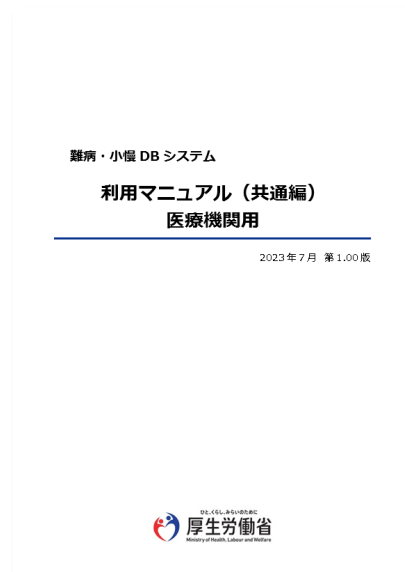 難病・小慢 DB システム
利用マニュアル（共通編）
医療機関用
2023 年 7 月 第 1.00 版
ひと、くらし、みらいのために
厚生労働省
Ministry of Health, Labour and Welfare